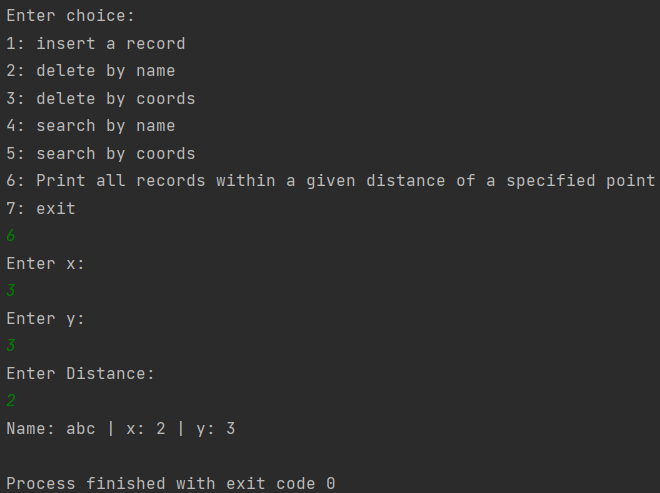 Enter choice:
1: insert a record
2: delete by name
3: delete by coords
4: search by name
5: search by coords
6: Print all records within a given distance of a specified point
7: exit
6
Enter x:
3
Enter y:
3
Enter Distance:
2
Name: abc | x: 2 | y: 3
Process finished with exit code 0